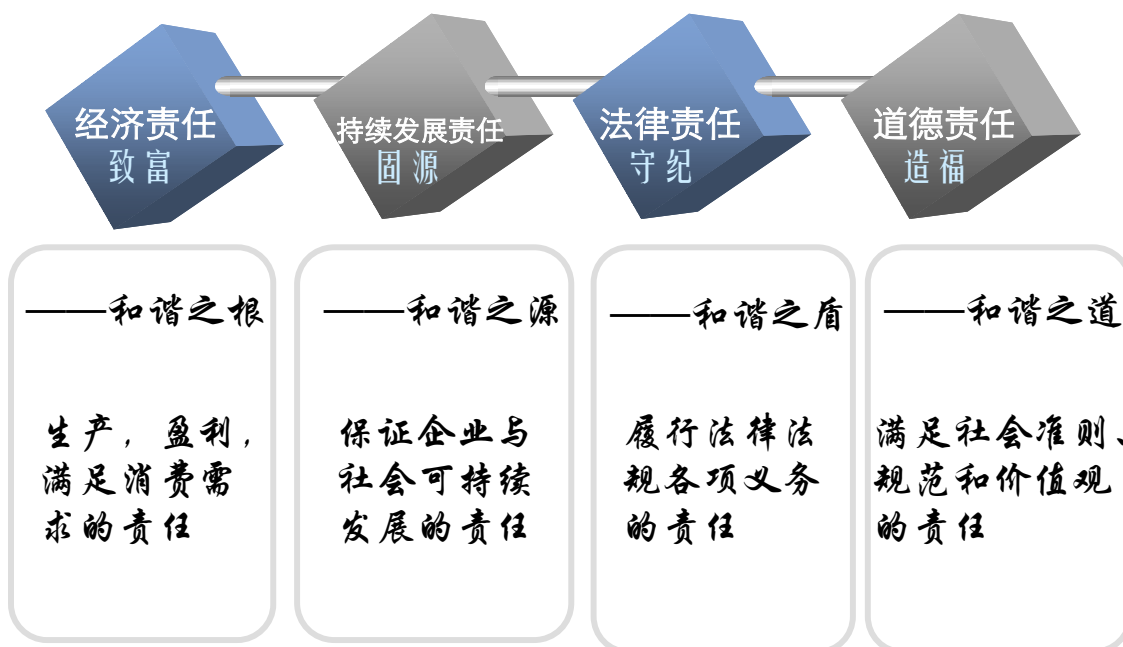 经济责任
致富
持续发展责任
固源
法律责任
守纪
道德责任
造福
——和谐之根
生产，盈利，
满足消费需
求的责任
——和谐之源
保证企业与
社会可持续
发展的责任
——和谐之盾
履行法律法
规各项义务
的责任
——和谐之道
满足社会准则、
规范和价值观
的责任